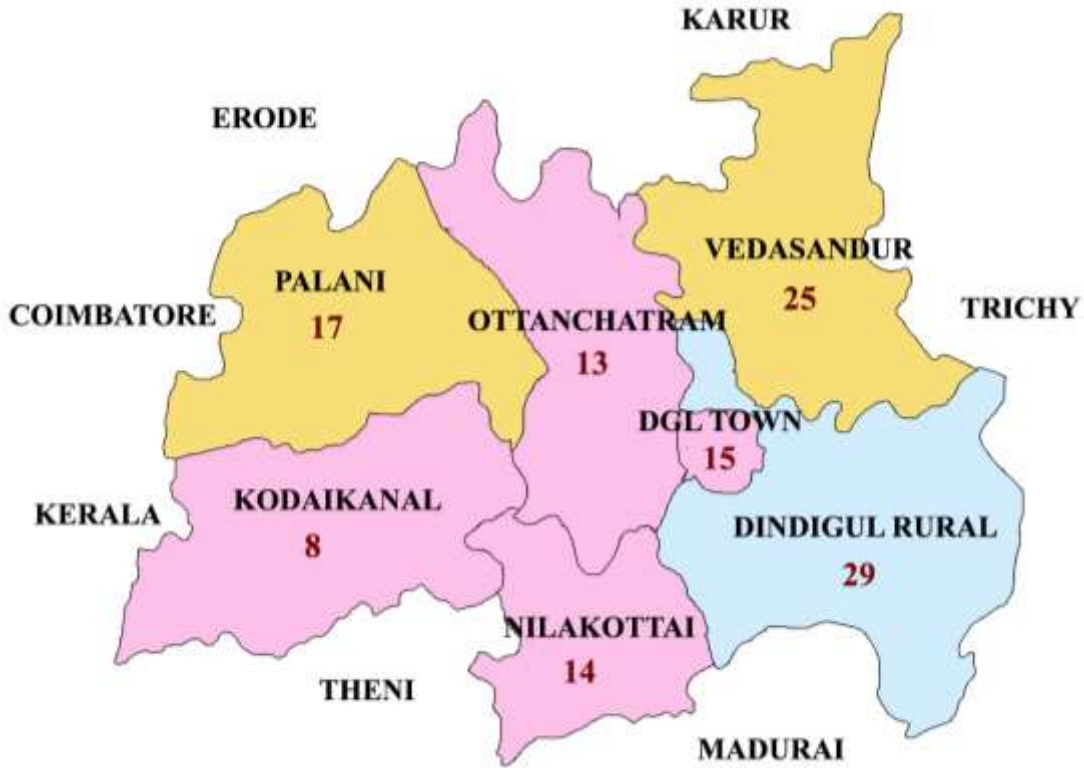 KARUR
ERODE
VEDASANDUR
25
PALANI
17
COIMBATORE
OTTANCHATRAM
13
TRICHY
DGL TOWN
15
KODAIKANAL
8
KERALA
DINDIGUL RURAL
29
NILAKOTTAI
14
THENI
MADURAI